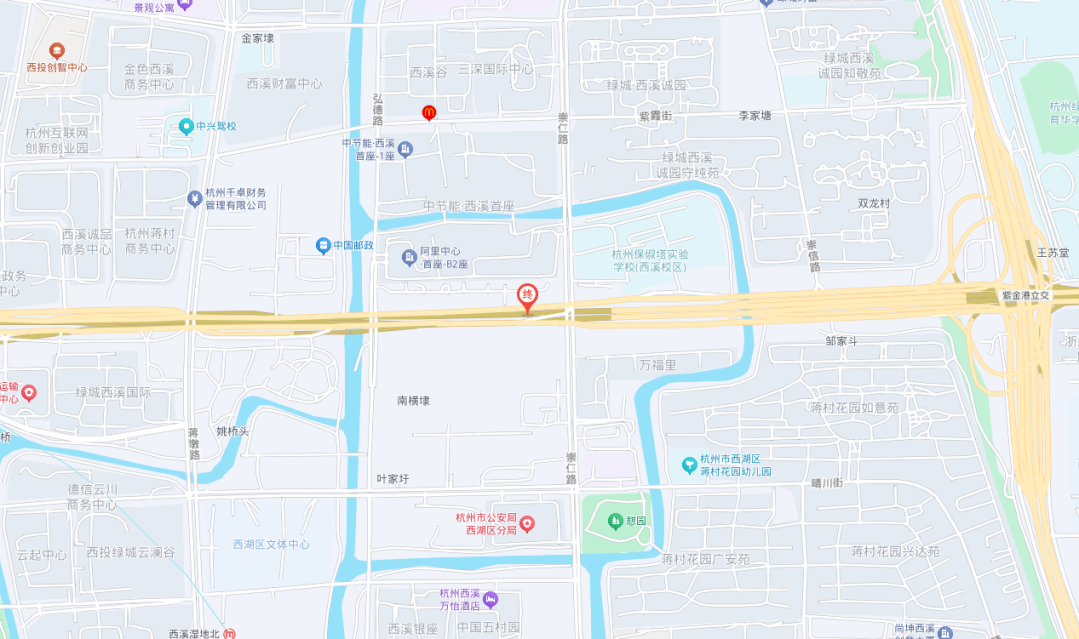 景观公寓
金家埭
西投创智中心
金色西溪
商务中心
西溪财富中心
西溪谷
三深国际中心
绿城·西溪诚园
绿城西溪
诚园知敬苑
弘德路
崇仁路
紫霞街
李家塘
中兴驾校
杭州互联网
创新创业园
中节能·西溪
首座-1座
绿城西溪
诚园守纯苑
杭州千卓财务
管理有限公司
中节能·西溪首座
双龙村
西溪诚品
商务中心
杭州蒋村
商务中心
中国邮政
阿里中心
·首座-B2座
杭州保俶塔实验
学校(西溪校区)
崇信路
王苏堂
政务
中心
终
紫金港立交
邹家斗
万福里
运输
中心
绿城西溪国际
南横埭
蒋村花园如意苑
桥
姚桥头
蒋墩路
崇仁路
杭州市西湖区
蒋村花园幼儿园
叶家圩
晴川街
德信云川
商务中心
杭州市公安局
西湖区分局
憩园
云起中心
西投绿城云澜谷
西湖区文体中心
蒋村花园广安苑
蒋村花园兴达苑
杭州西溪
万怡酒店
西溪银座
中国五村园
西溪湿地北
尚坤西溪